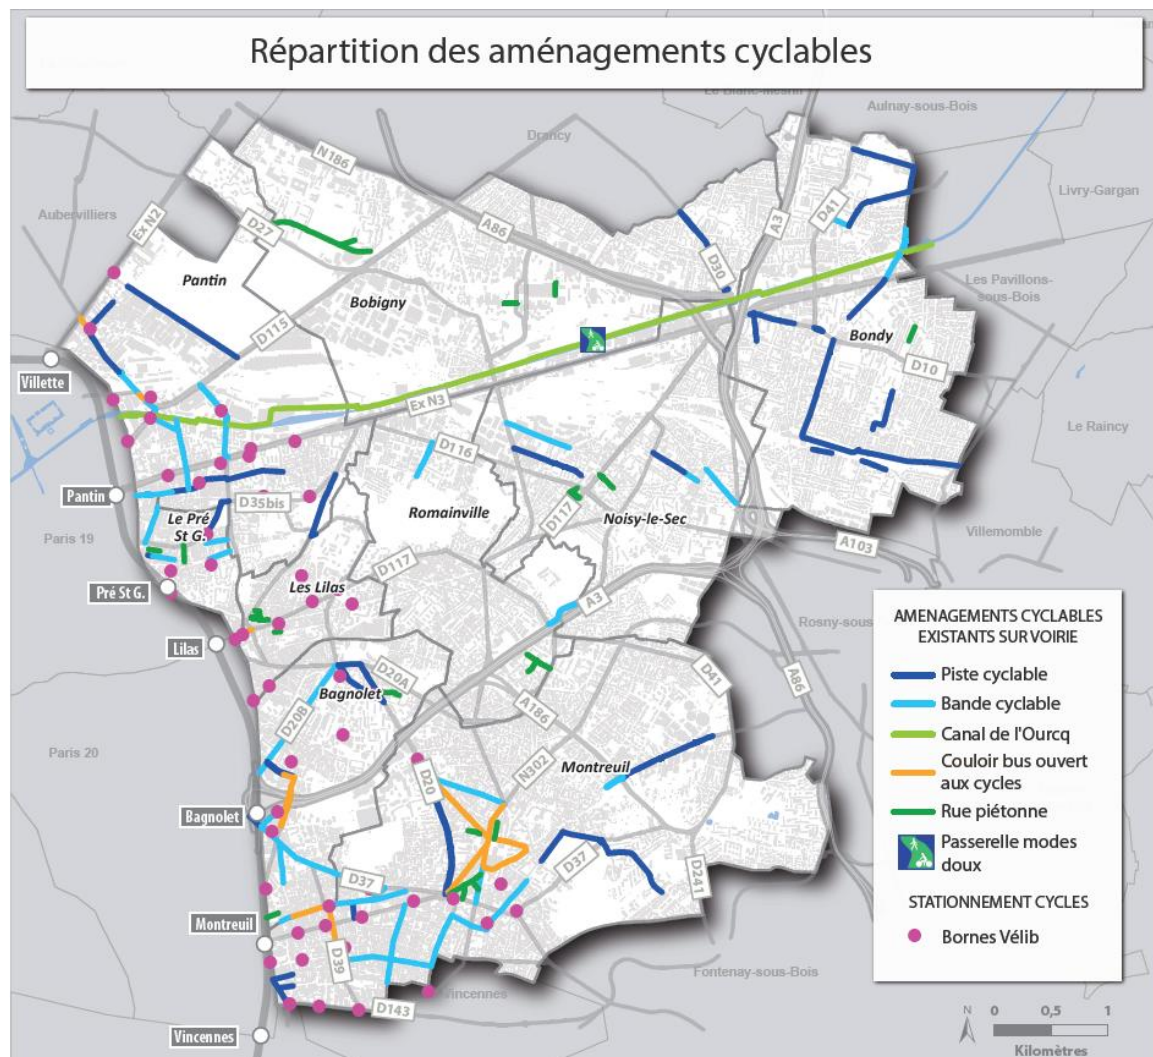 Répartition des aménagements cyclables
Aulnay-sous-Bois
Drancy
N186
Livry-Gargan
Aubervilliers
Ex N2
D27
A86
A3
D41
Pantin
D30
Bobigny
Les Pavillons-
sous-Bois
D115
Bondy
Villette
D10
Ex N3
Le Raincy
D116
Pantin
D35bis
Romainville
D117
Noisy-le-Sec
Le Pré
St G.
Villemomble
Paris 19
A103
D117
Pré St G.
Les Lilas
A3
Lilas
D20A
D41
A86
Bagnolet
A186
D20B
Paris 20
N302
Montreuil
D20
Bagnolet
D37
D37
D241
Montreuil
D39
Fontenay-sous-Bois
Vincennes
D143
Vincennes
AMENAGEMENTS CYCLABLES
EXISTANTS SUR VOIRIE
Piste cyclable
Bande cyclable
Canal de l'Ourcq
Couloir bus ouvert
aux cycles
Rue piétonne
Passerelle modes
doux
STATIONNEMENT CYCLES
Bornes Vélib
N
0 0,5 1
Kilomètres